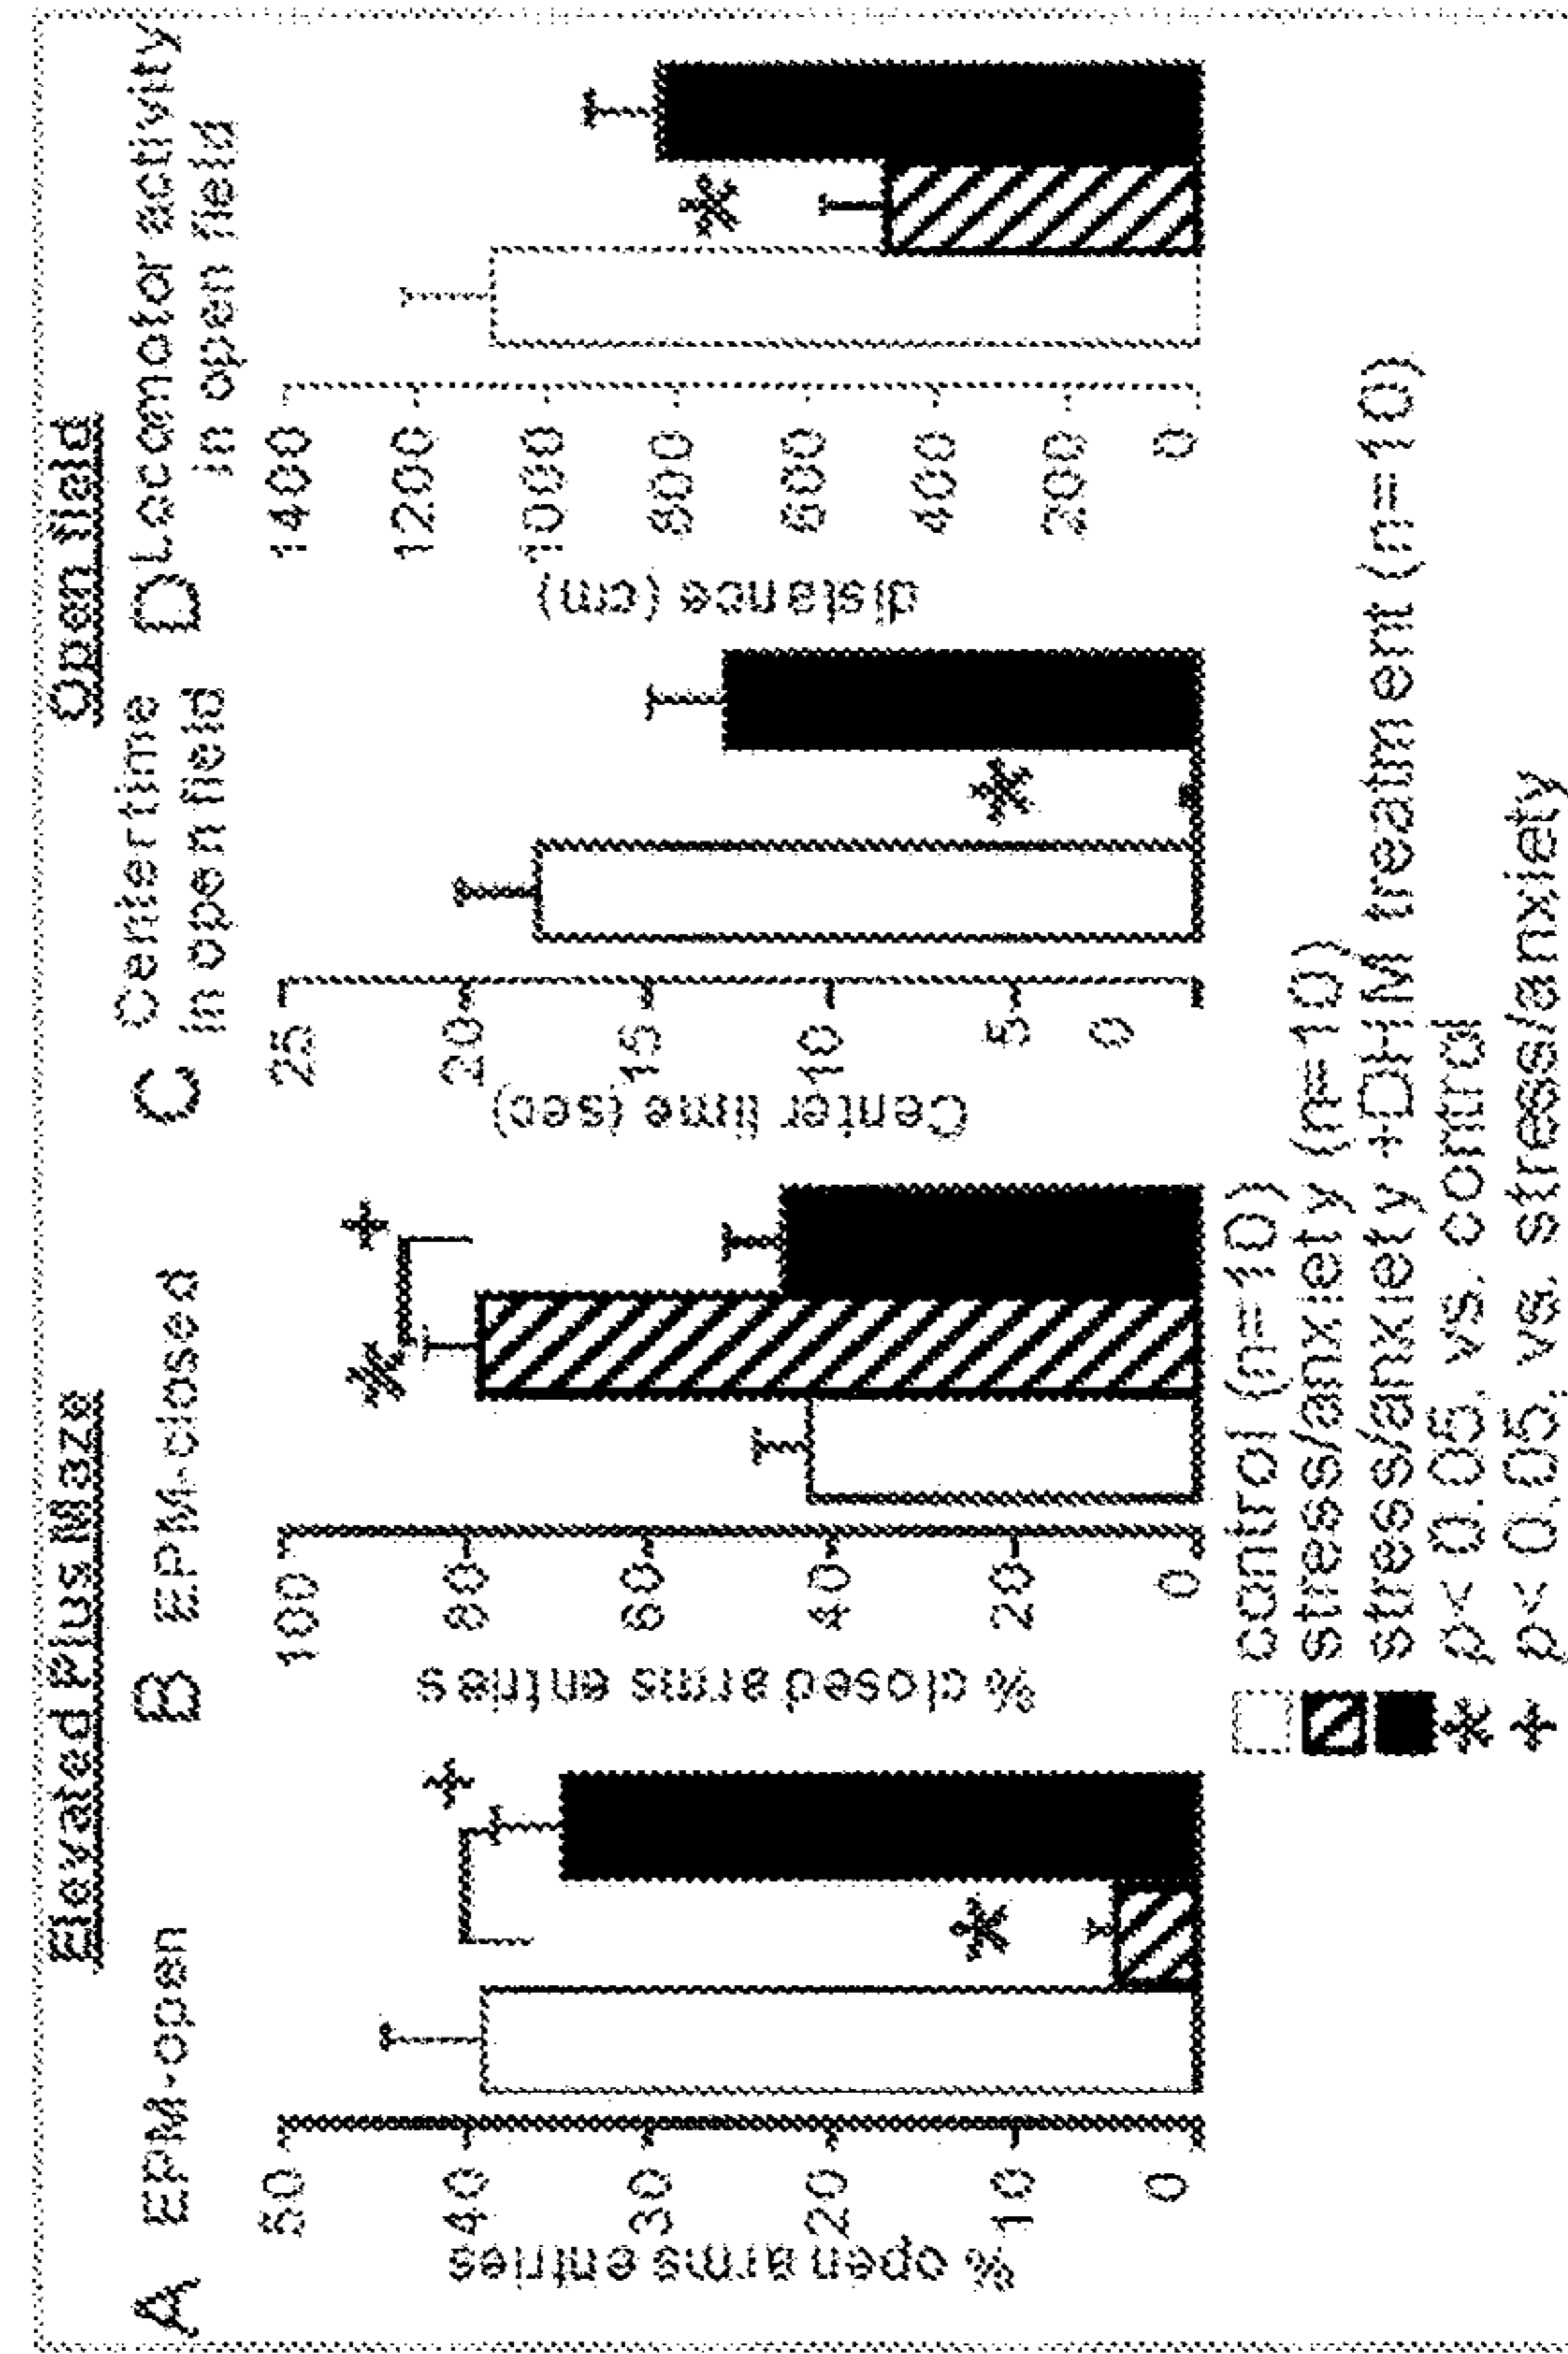 Elevated Plus Maze
Open field
A EPM-open
% open arms entries
50
40
30
20
10
0
B EPM-closed
% closed arms entries
100
80
60
40
20
0
C Centertime
in open field
Center time (sec)
25
20
15
10
5
0
D Locomotor activity
in open field
distance (cm)
1400
1200
1000
800
600
400
200
0
* 
+
control (n=10)
stress/anxiety (n=10)
stress/anxiety +DHM treatment (n=10)
* p< 0.05, vs. control
+ p< 0.05, vs. stress/anxiety